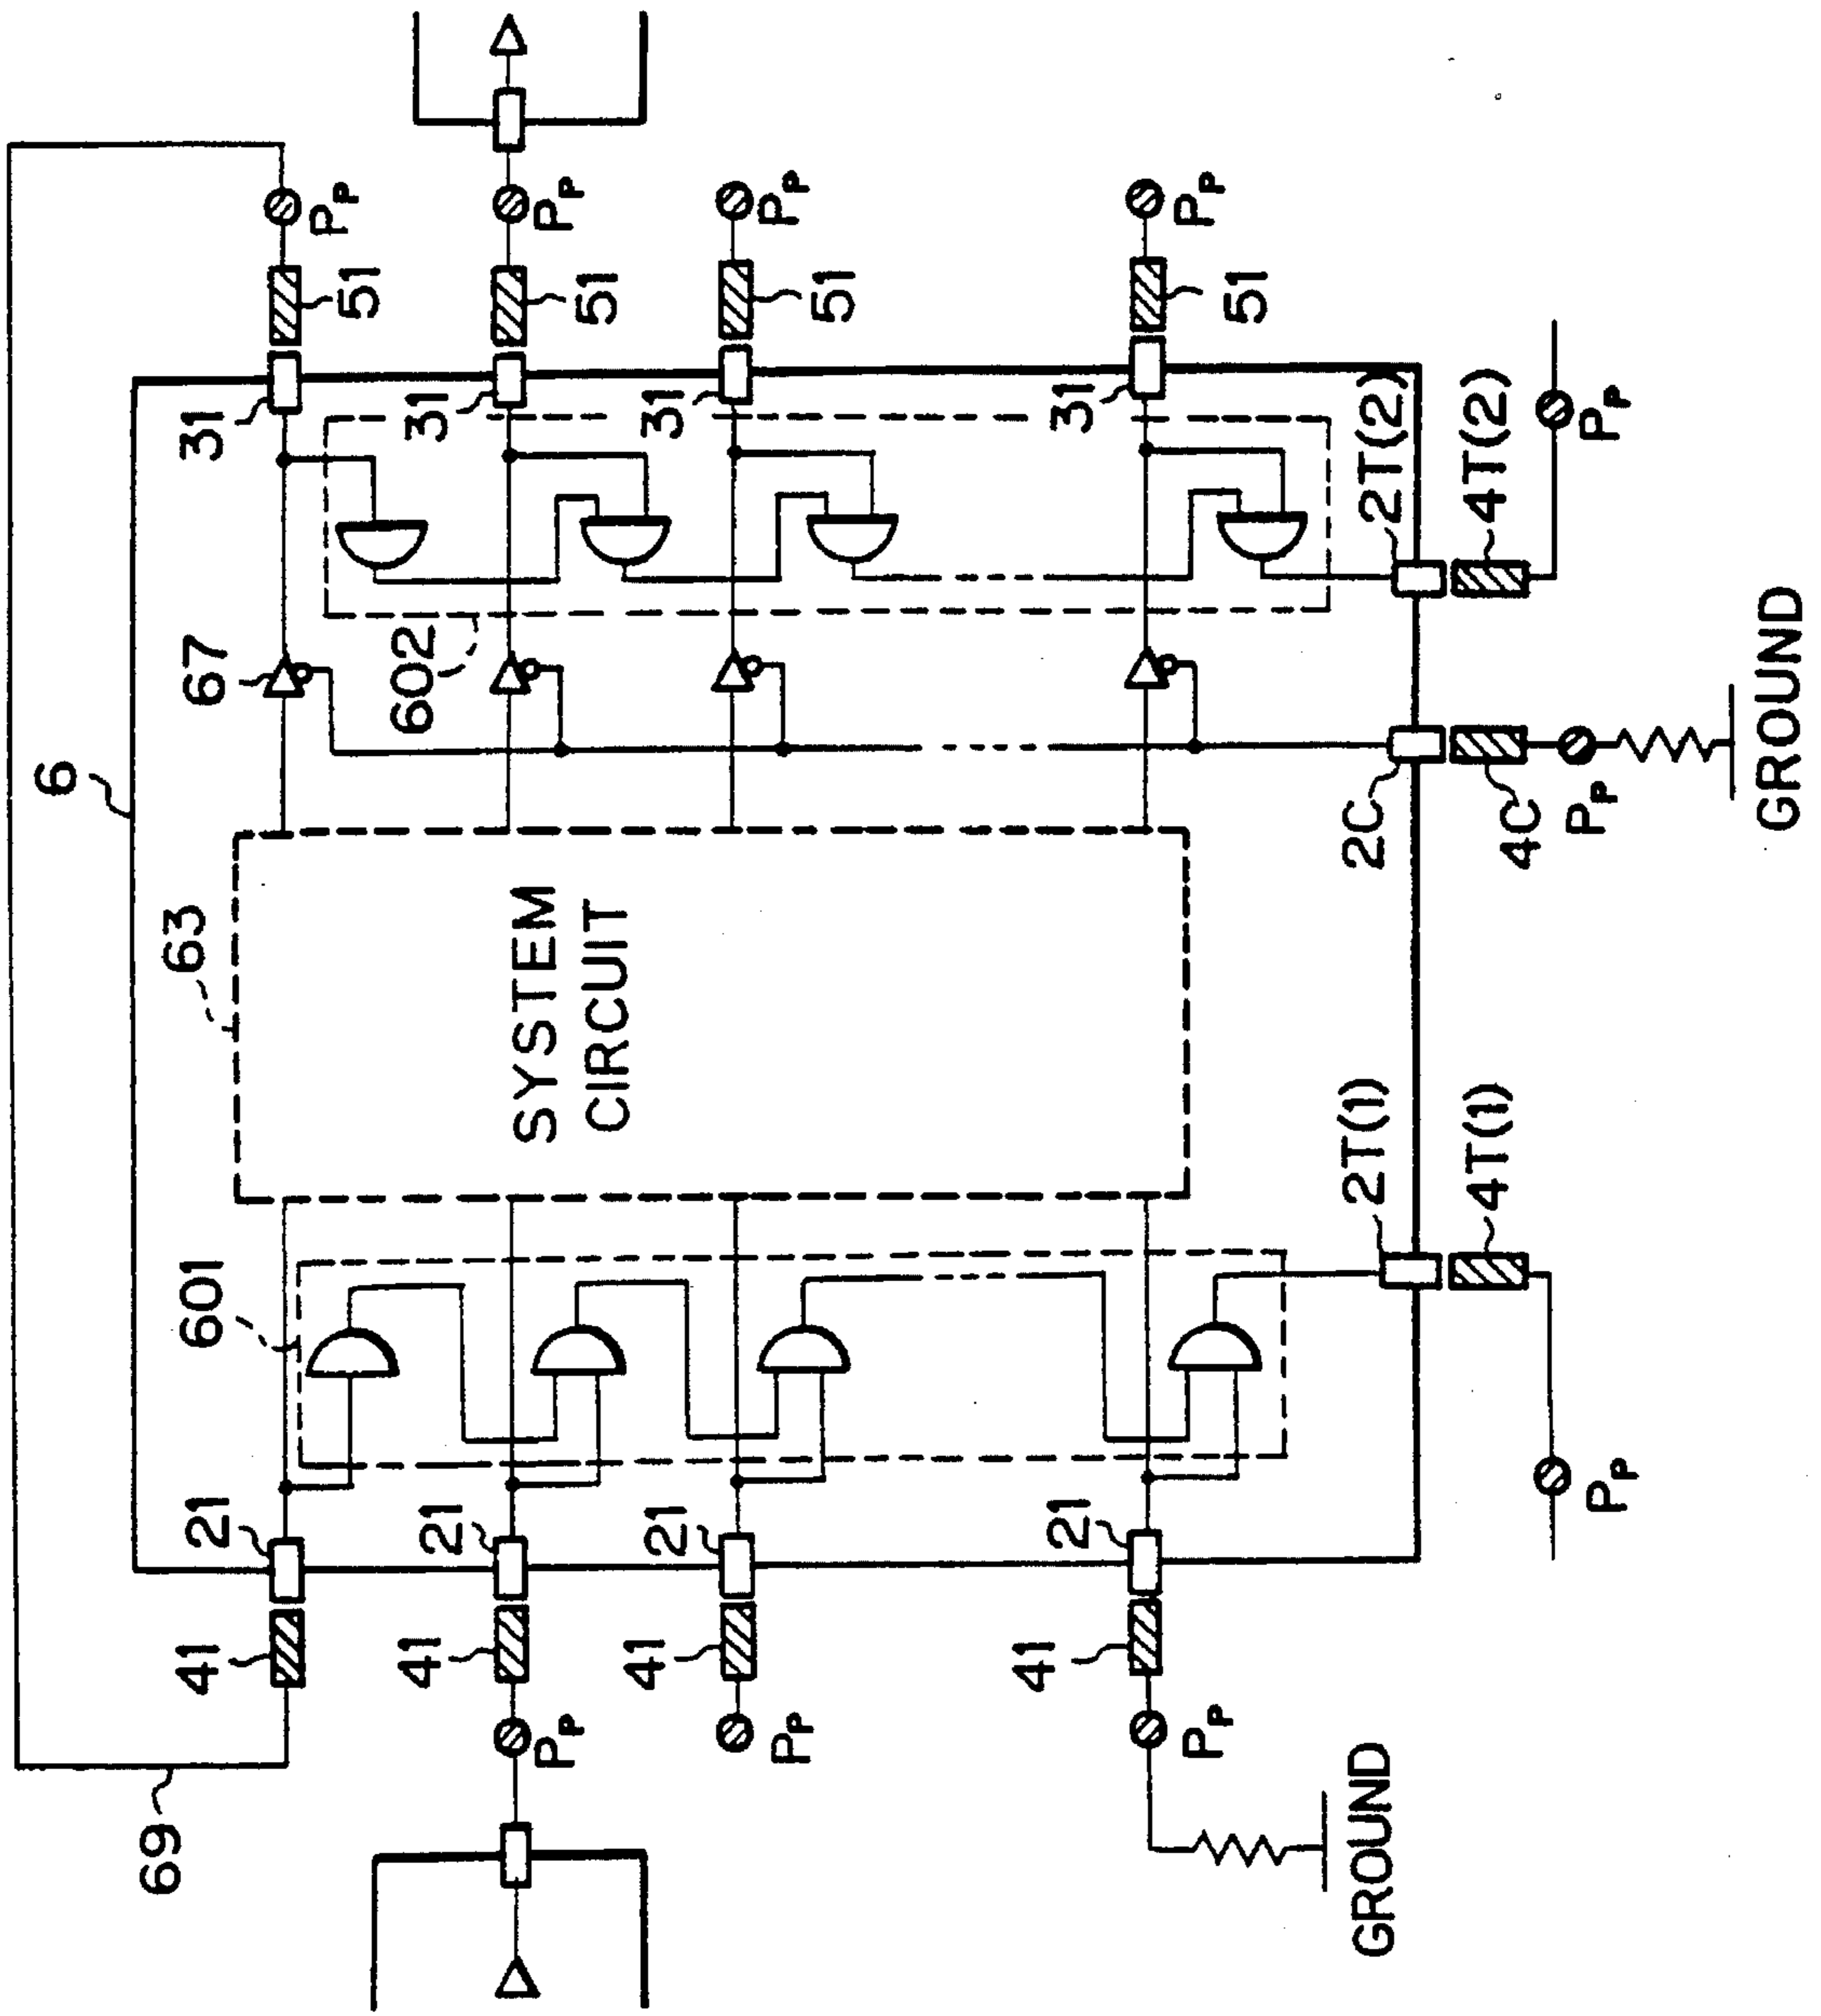 69
41
21
601
63
6
67
31
51
Pp
41
Pp
21
SYSTEM
CIRCUIT
602
31
51
Pp
41
Pp
21
31
51
Pp
41
Pp
21
31
51
Pp
GROUND
2T(1)
4T(1)
Pp
2C
4C
Pp
GROUND
2T(2)
4T(2)
Pp